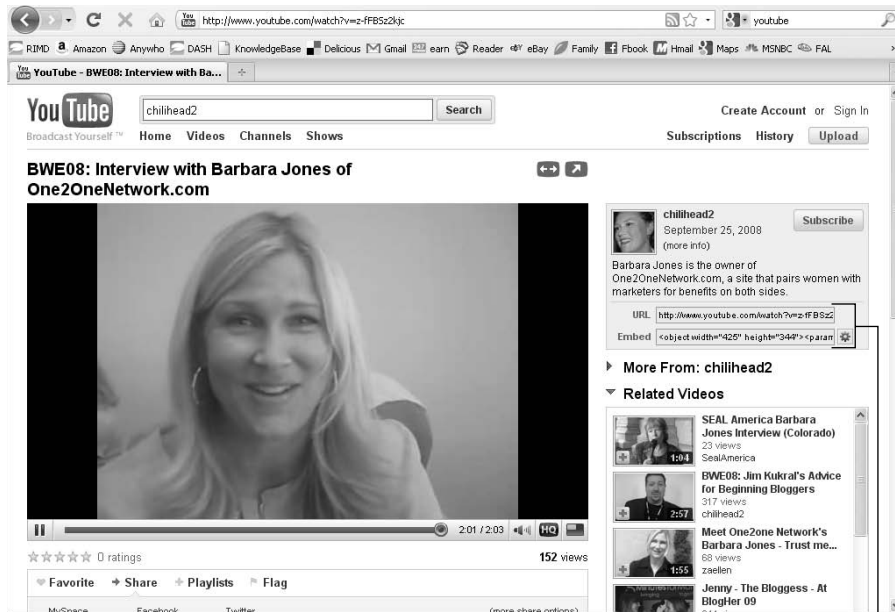 http://www.youtube.com/watch?v=z-fFBSz2kjc
youtube
RIMD Amazon Anywho DASH KnowledgeBase Delicious Gmail earn Reader eBay Family Fbook Hmail Maps MSNBC FAL
YouTube - BWE08: Interview with Ba...
You Tube
Broadcast Yourself ™
chilihead2
Search
Create Account or Sign In
Home Videos Channels Shows
Subscriptions History Upload
BWE08: Interview with Barbara Jones of
One2OneNetwork.com
chilihead2
September 25, 2008
(more info)
Subscribe
Barbara Jones is the owner of
One2OneNetwork.com, a site that pairs women with
marketers for benefits on both sides.
URL http://www.youtube.com/watch?v=z-fFBSz2
Embed <object width="425" height="344"><param
More From: chilihead2
Related Videos
SEAL America Barbara
Jones Interview (Colorado)
23 views
SealAmerica
1:04
BWE08: Jim Kukral's Advice
for Beginning Bloggers
317 views
chilihead2
2:57
Meet One2one Network's
Barbara Jones - Trust me...
68 views
zaellen
1:55
Jenny - The Bloggess - At
BlogHer 09
2:01 / 2:03 HQ
0 ratings
152 views
Favorite Share Playlists Flag
MySpace Facebook Twitter (more share options)